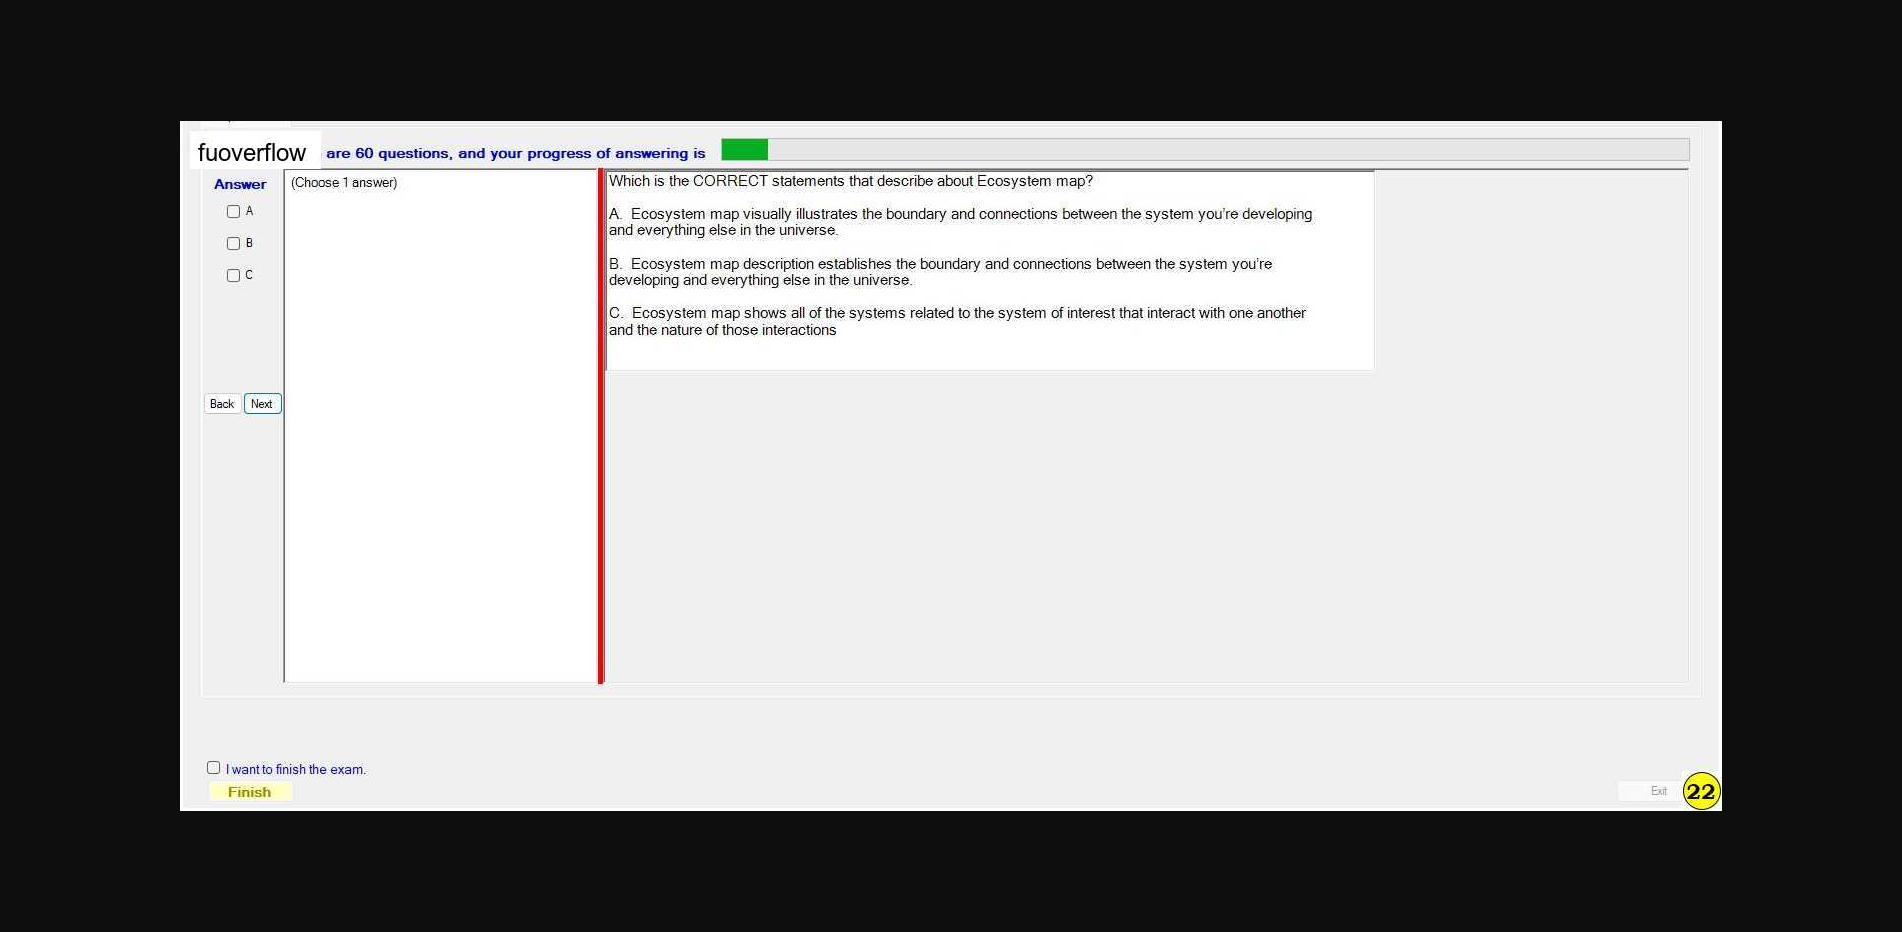 fuoverflow are 60 questions, and your progress of answering is
Answer
A
B
C
Back Next
(Choose 1 answer)
Which is the CORRECT statements that describe about Ecosystem map?
A. Ecosystem map visually illustrates the boundary and connections between the system you're developing
and everything else in the universe.
B. Ecosystem map description establishes the boundary and connections between the system you're
developing and everything else in the universe.
C. Ecosystem map shows all of the systems related to the system of interest that interact with one another
and the nature of those interactions
I want to finish the exam.
Finish
Exit
22